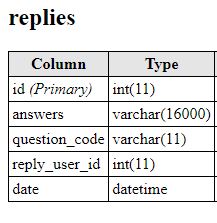 replies
Column Type
id (Primary) int(11)
answers varchar(16000)
question_code varchar(11)
reply_user_id int(11)
date datetime